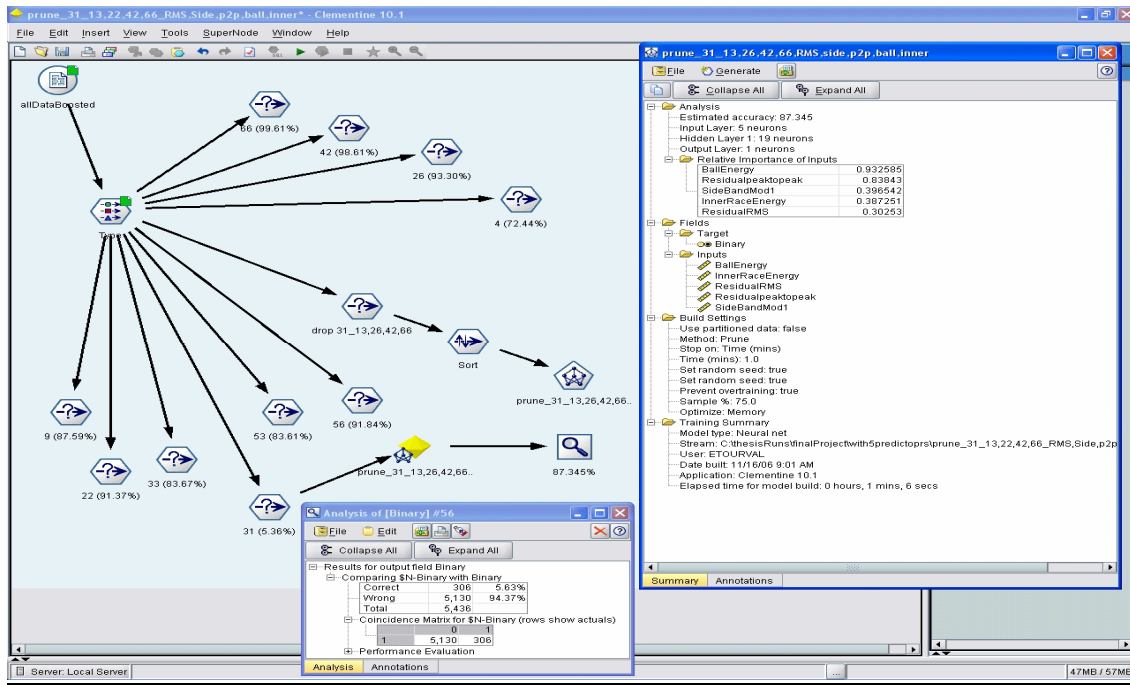 prune_31_13,22,42,66_RMS,Side,p2p,ball,inner* - Clementine 10.1
File Edit Insert View Tools SuperNode Window Help
allDataBoosted
66 (99.61%)
42 (98.61%)
26 (93.30%)
4 (72.44%)
Type
drop 31_13,26,42,66
Sort
prune_31_13,26,42,66..
9 (87.59%)
22 (91.37%)
33 (83.67%)
53 (83.61%)
56 (91.84%)
31 (5.36%)
prune_31_13,26,42,66..
87.345%
Analysis of [Binary] #56
File Edit
Collapse All Expand All
Results for output field Binary
Comparing $N-Binary with Binary
Correct 306 5.63%
Wrong 5,130 94.37%
Total 5,436
Coincidence Matrix for $N-Binary (rows show actuals)
0 1
1 5,130 306
Performance Evaluation
Analysis Annotations
prune_31_13,26,42,66,RMS,side,p2p,ball,inner
File Generate
Collapse All Expand All
Analysis
Estimated accuracy: 87.345
Input Layer: 5 neurons
Hidden Layer 1: 19 neurons
Output Layer: 1 neurons
Relative Importance of Inputs
BallEnergy 0.932585
Residualpeaktopeak 0.83843
SideBandMod1 0.396542
InnerRaceEnergy 0.387251
ResidualRMS 0.30253
Fields
Target
Binary
Inputs
BallEnergy
InnerRaceEnergy
ResidualRMS
Residualpeaktopeak
SideBandMod1
Build Settings
Use partitioned data: false
Method: Prune
Stop on: Time (mins)
Time (mins): 1.0
Set random seed: true
Set random seed: true
Prevent overtraining: true
Sample %: 75.0
Optimize: Memory
Training Summary
Model type: Neural net
Stream: C:\thesisRuns\finalProject\with5predictoprs\prune_31_13,22,42,66_RMS,Side,p2p
User: ETOURVAL
Date built: 11/16/06 9:01 AM
Application: Clementine 10.1
Elapsed time for model build: 0 hours, 1 mins, 6 secs
Summary Annotations
Server: Local Server
...
47MB / 57ME